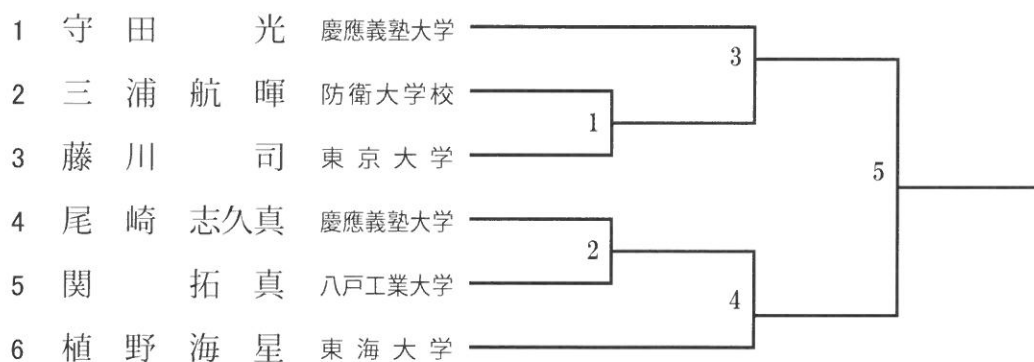 1 守田 光 慶應義塾大学
3
2 三浦航暉 防衛大学校
1
3 藤川 司 東京大学
5
4 尾崎志久真 慶應義塾大学
2
5 関 拓真 八戸工業大学
4
6 植野海星 東海大学